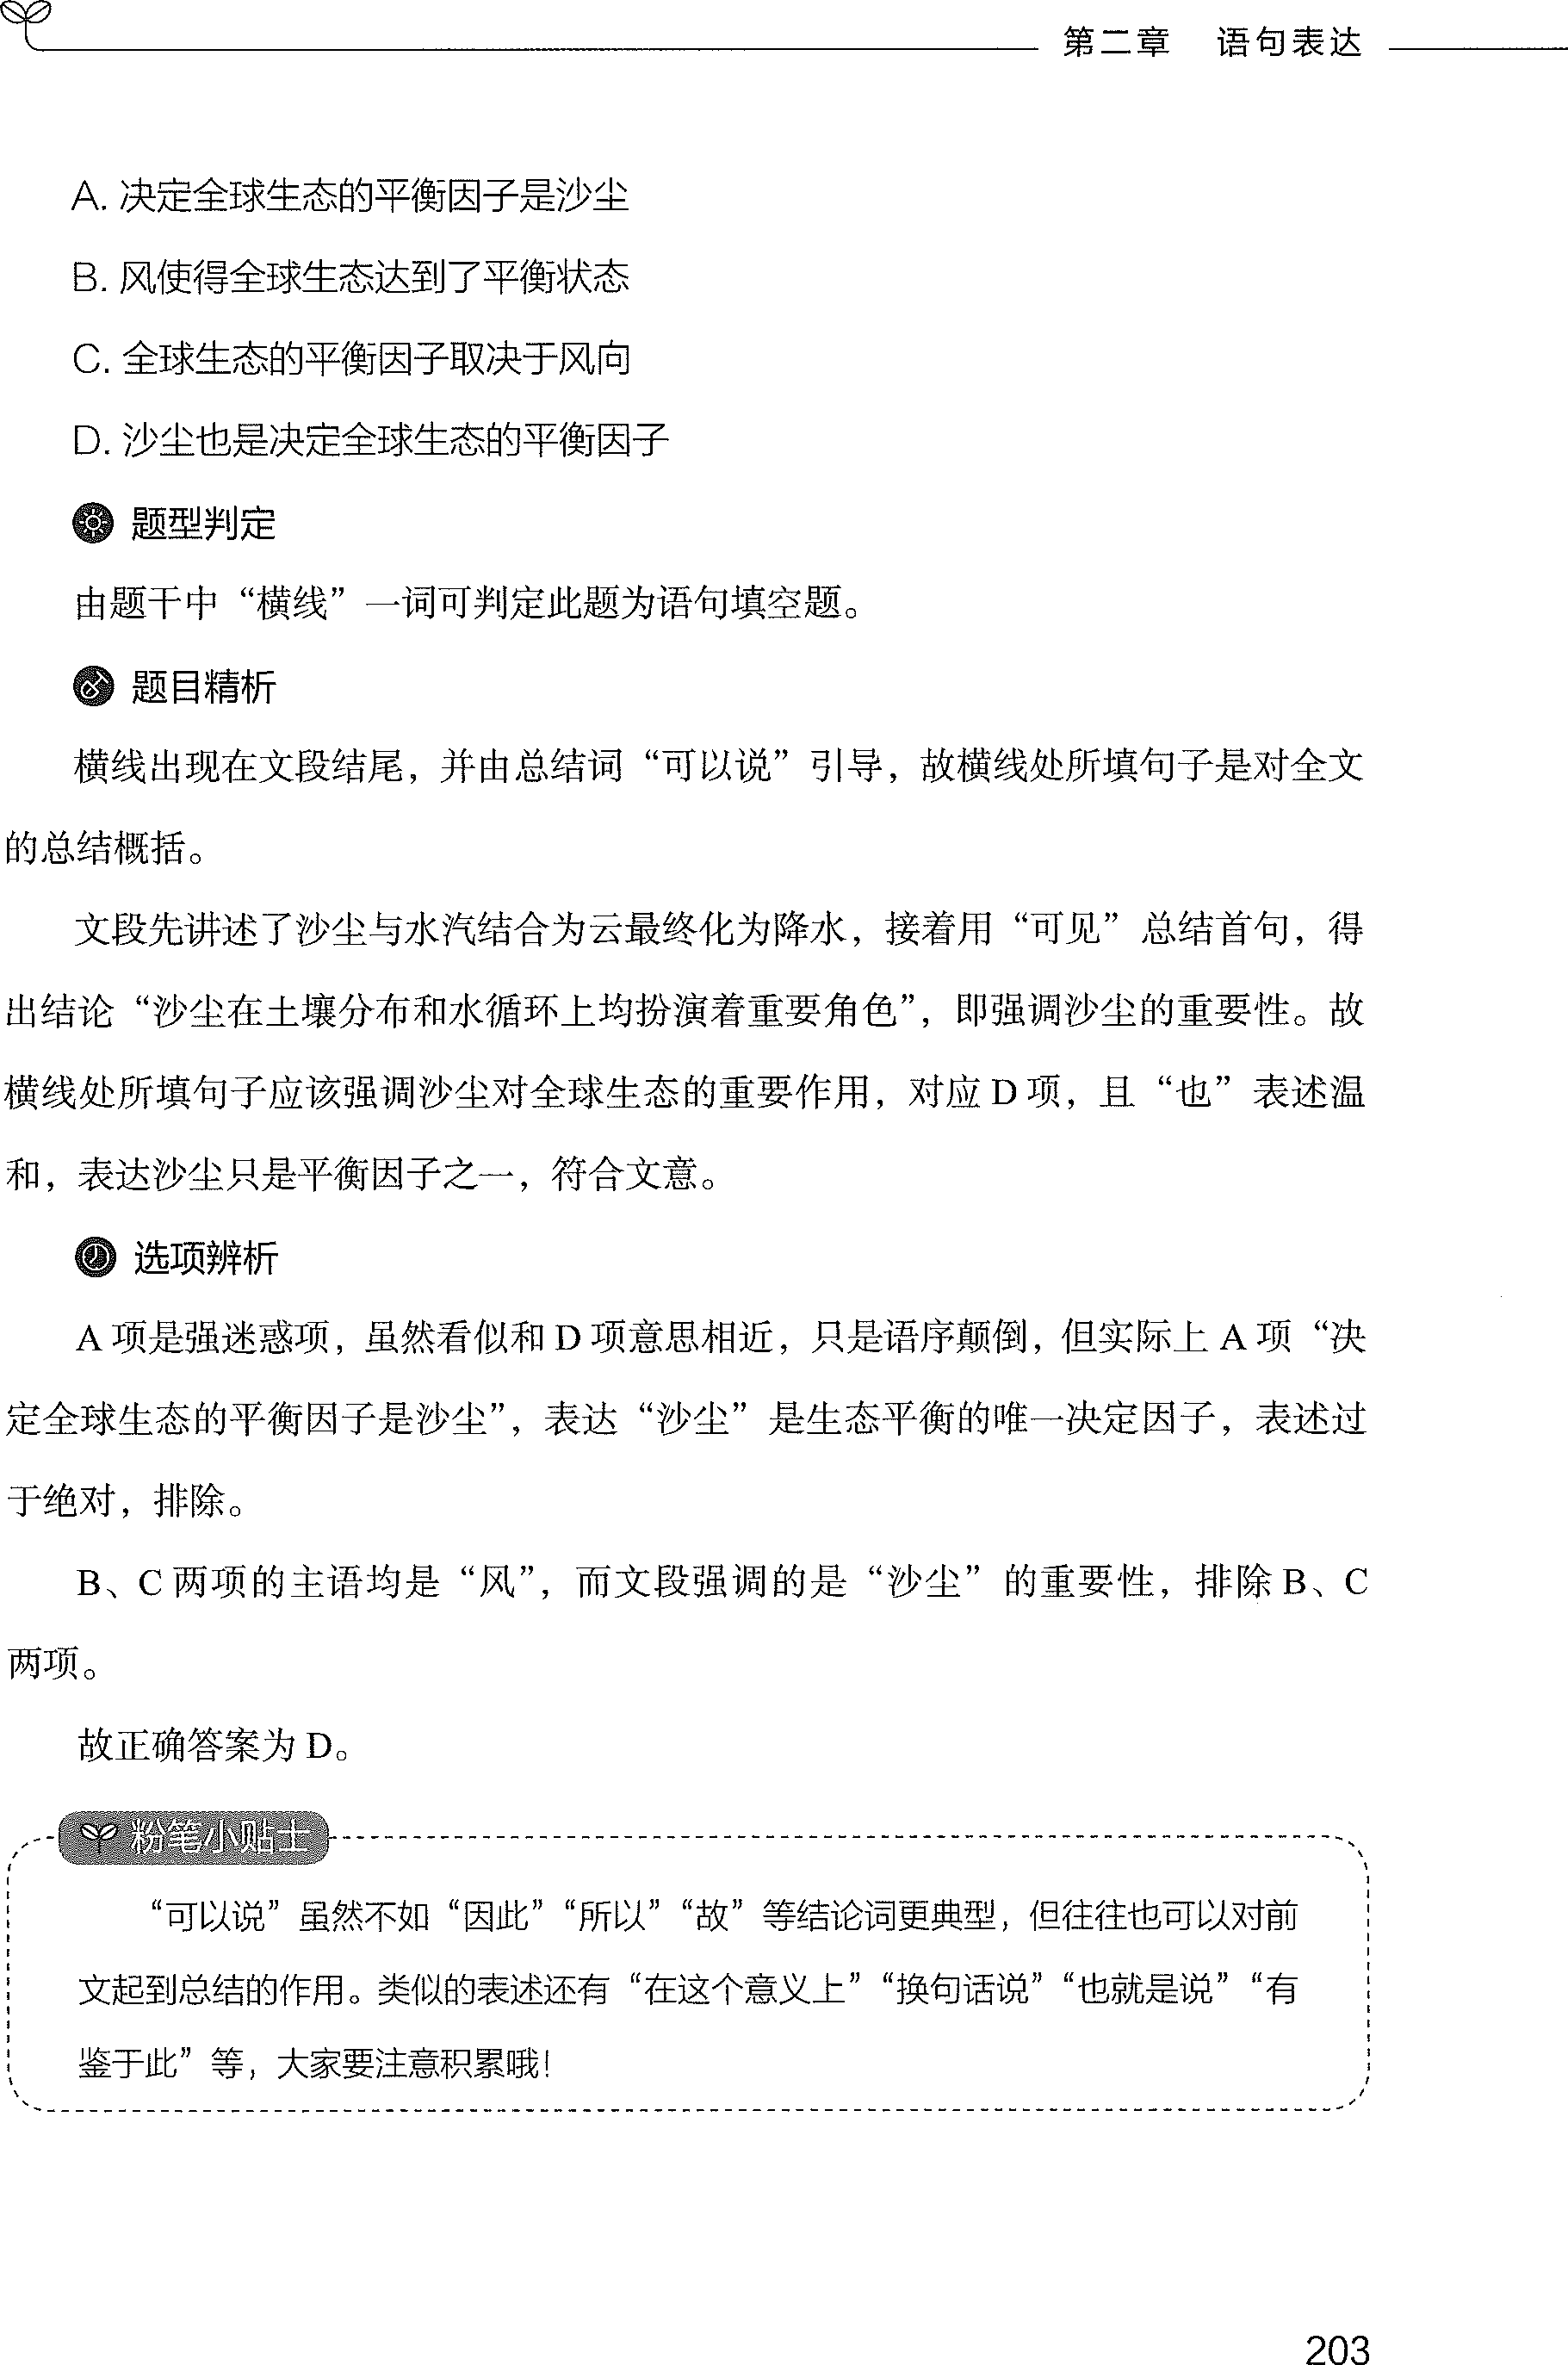 第二章 语句表达
A. 决定全球生态的平衡因子是沙尘
B. 风使得全球生态达到了平衡状态
C. 全球生态的平衡因子取决于风向
D. 沙尘也是决定全球生态的平衡因子
题型判定
由题干中“横线”一词可判定此题为语句填空题。
题目精析
横线出现在文段结尾，并由总结词“可以说”引导，故横线处所填句子是对全文
的总结概括。
文段先讲述了沙尘与水汽结合为云最终化为降水，接着用“可见”总结首句，得
出结论“沙尘在土壤分布和水循环上均扮演着重要角色”，即强调沙尘的重要性。故
横线处所填句子应该强调沙尘对全球生态的重要作用，对应 D 项，且“也”表述温
和，表达沙尘只是平衡因子之一，符合文意。
选项辨析
A 项是强迷惑项，虽然看似和 D 项意思相近，只是语序颠倒，但实际上 A 项“决
定全球生态的平衡因子是沙尘”，表达“沙尘”是生态平衡的唯一决定因子，表述过
于绝对，排除。
B、C 两项的主语均是“风”，而文段强调的是“沙尘”的重要性，排除 B、C
两项。
故正确答案为 D。
粉笔小贴士
“可以说”虽然不如“因此”“所以”“故”等结论词更典型，但往往也可以对前
文起到总结的作用。类似的表述还有“在这个意义上”“换句话说”“也就是说”“有
鉴于此”等，大家要注意积累哦！
203